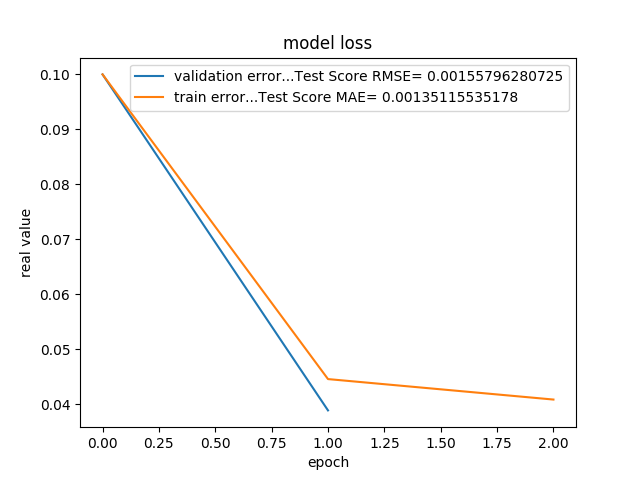 model loss
validation error...Test Score RMSE= 0.00155796280725
train error...Test Score MAE= 0.00135115535178
real value
0.10
0.09
0.08
0.07
0.06
0.05
0.04
0.00 0.25 0.50 0.75 1.00 1.25 1.50 1.75 2.00
epoch